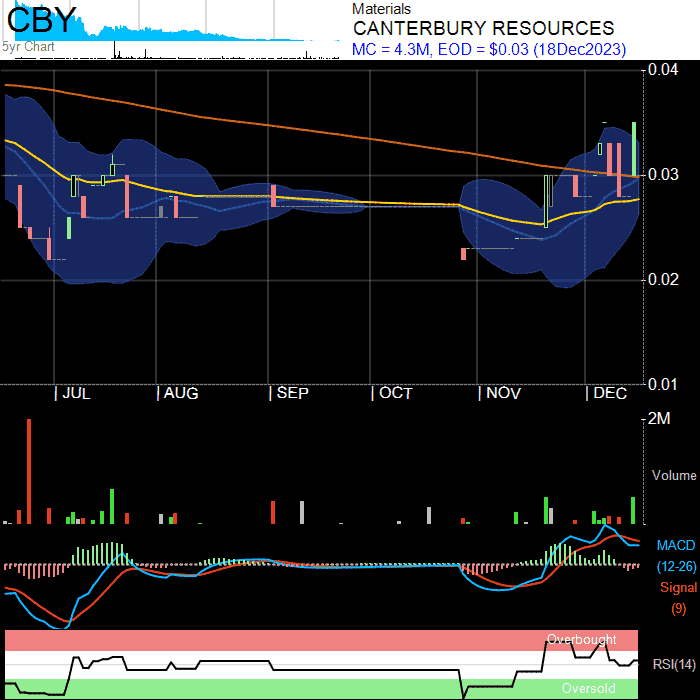 CBY
5yr Chart
Materials
CANTERBURY RESOURCES
MC = 4.3M, EOD = $0.03 (18Dec2023)
0.04
0.03
0.02
0.01
| JUL | AUG | SEP | OCT | NOV | DEC
2M
Volume
MACD
(12-26)
Signal
(9)
Overbought
RSI(14)
Oversold